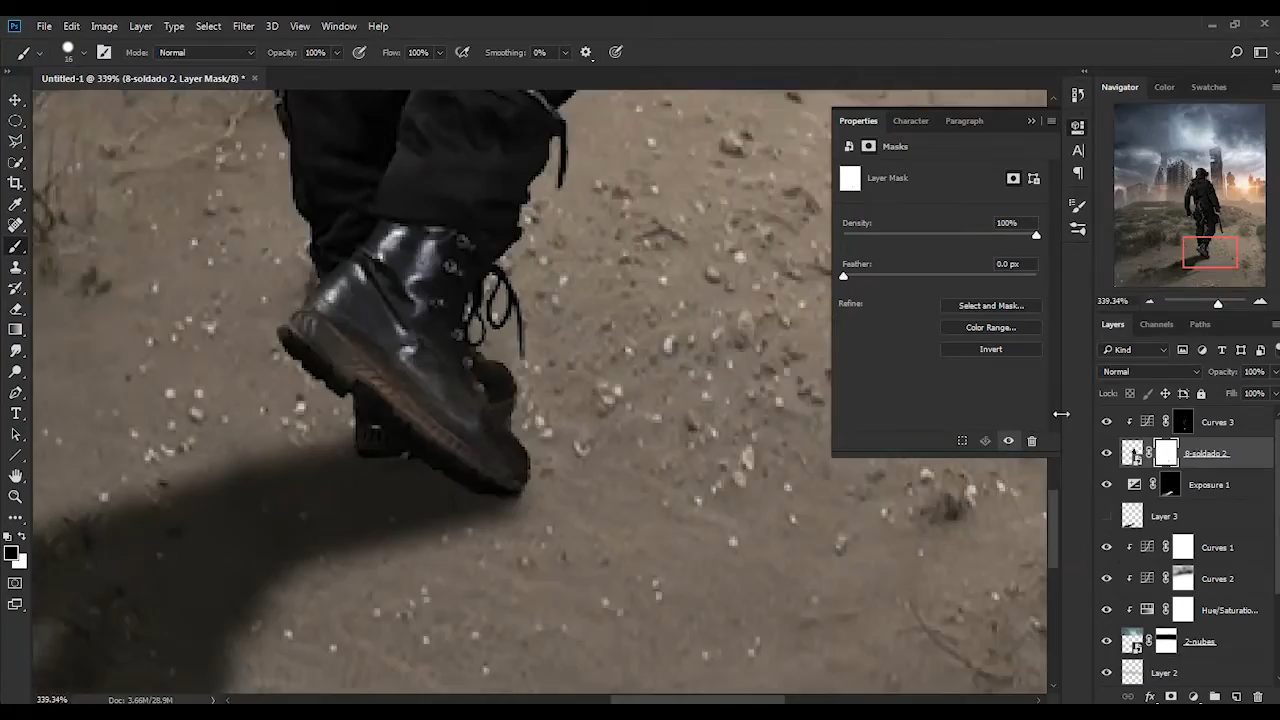 Ps File Edit Image Layer Type Select Filter 3D View Window Help
16 Mode: Normal Opacity: 100% Flow: 100% Smoothing: 0%
Untitled-1 @ 339% (8-soldado 2, Layer Mask/8) *
Navigator Color Swatches
Properties Character Paragraph
Masks
Layer Mask
Density: 100%
Feather: 0.0 px
Refine: Select and Mask...
Color Range...
Invert
339.34%
Layers Channels Paths
Kind
Normal Opacity: 100%
Lock: Fill: 100%
Curves 3
8-soldado 2
Exposure 1
Layer 3
Curves 1
Curves 2
Hue/Saturatio...
2-nubes
Layer 2
339.34% Doc: 3.66M/28.9M